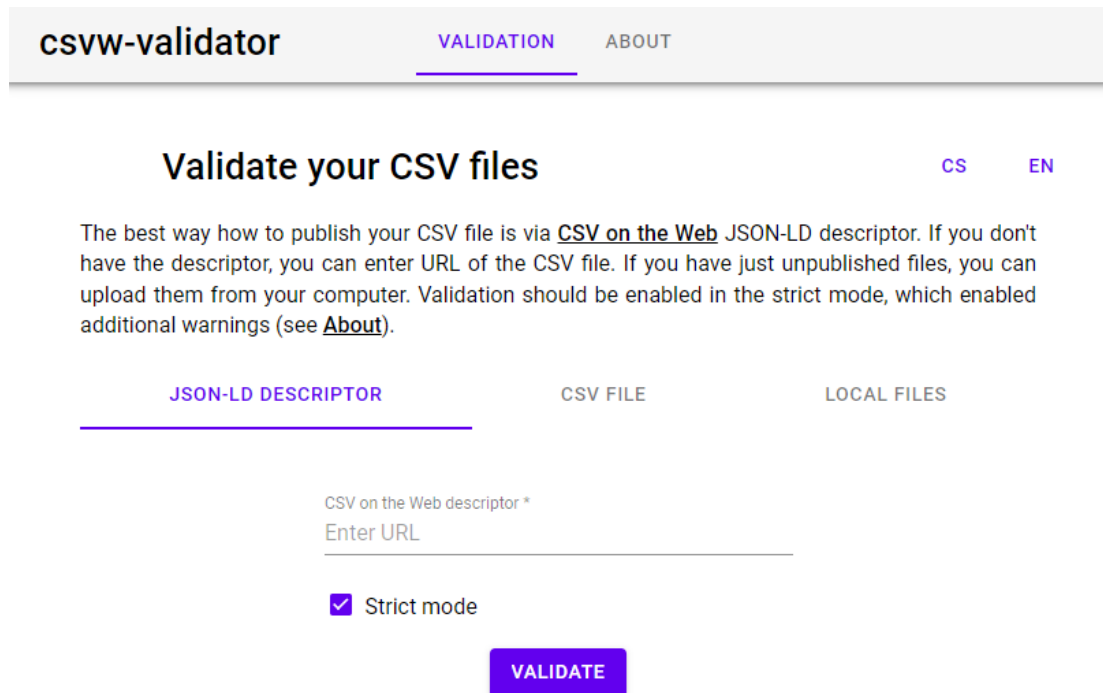 csvw-validator VALIDATION ABOUT
Validate your CSV files CS EN
The best way how to publish your CSV file is via CSV on the Web JSON-LD descriptor. If you don't
have the descriptor, you can enter URL of the CSV file. If you have just unpublished files, you can
upload them from your computer. Validation should be enabled in the strict mode, which enabled
additional warnings (see About).
JSON-LD DESCRIPTOR CSV FILE LOCAL FILES
CSV on the Web descriptor *
Enter URL
Strict mode
VALIDATE